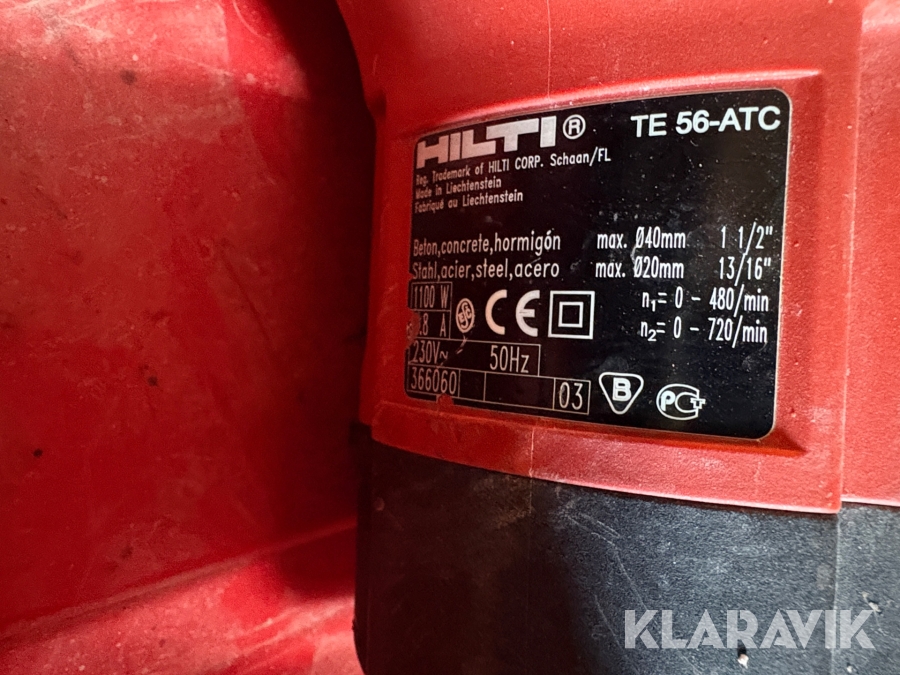 HILTI® TE 56-ATC
Reg. Trademark of HILTI CORP. Schaan/FL
Made in Liechtenstein
Fabriqué au Liechtenstein
Beton,concrete,hormigón max. Ø40mm 1 1/2"
Stahl,acier,steel,acero max. Ø20mm 13/16"
1100 W n1= 0 - 480/min
.8 A n2= 0 - 720/min
230V~ 50Hz
366060 03 B PCT
KLARAVIK